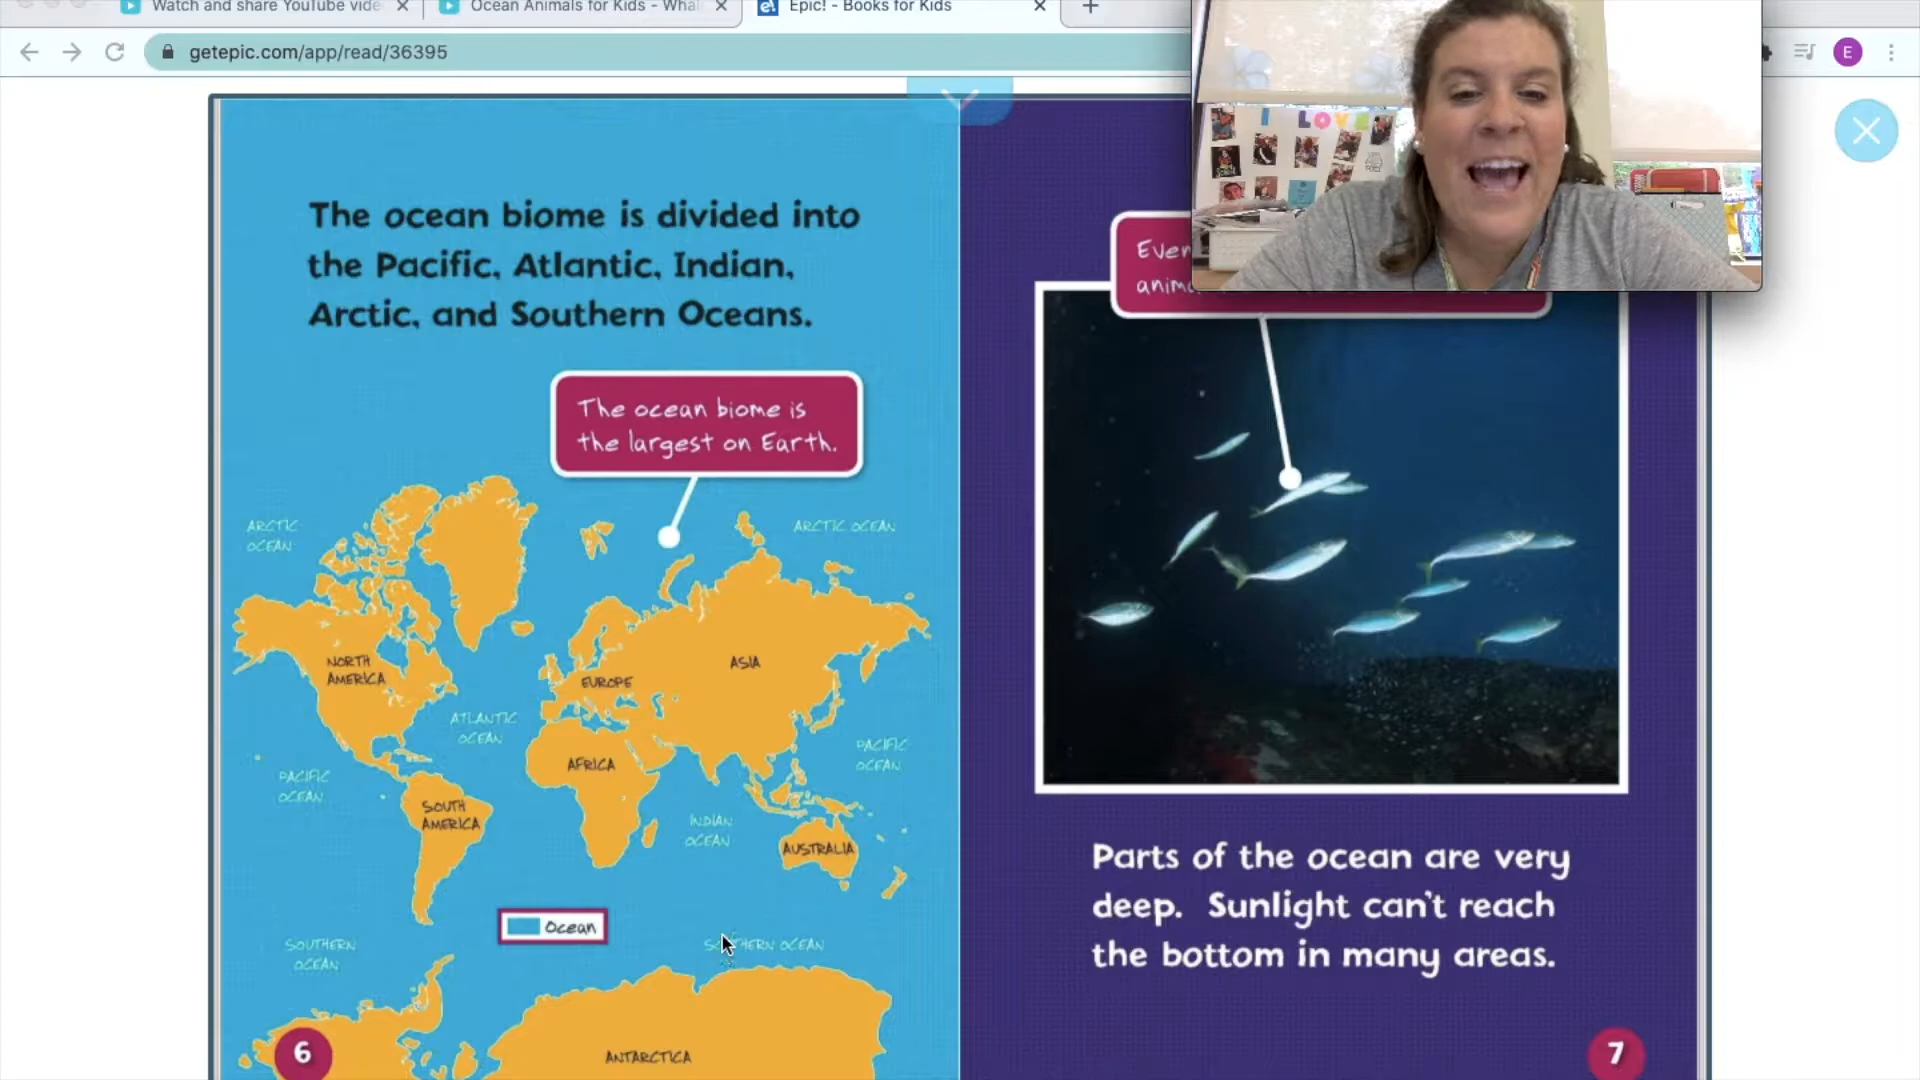 Watch and share YouTube vide
Ocean Animals for Kids - Whal
Epic! - Books for Kids
getepic.com/app/read/36395
E
The ocean biome is divided into
the Pacific, Atlantic, Indian,
Arctic, and Southern Oceans.
The ocean biome is
the largest on Earth.
ARCTIC
OCEAN
ARCTIC OCEAN
NORTH
AMERICA
EUROPE
ASIA
ATLANTIC
OCEAN
PACIFIC
OCEAN
AFRICA
PACIFIC
OCEAN
SOUTH
AMERICA
INDIAN
OCEAN
AUSTRALIA
Ocean
SOUTHERN
OCEAN
OCEAN
ANTARCTICA
6
I LOVE
Parts of the ocean are very
deep. Sunlight can't reach
the bottom in many areas.
7